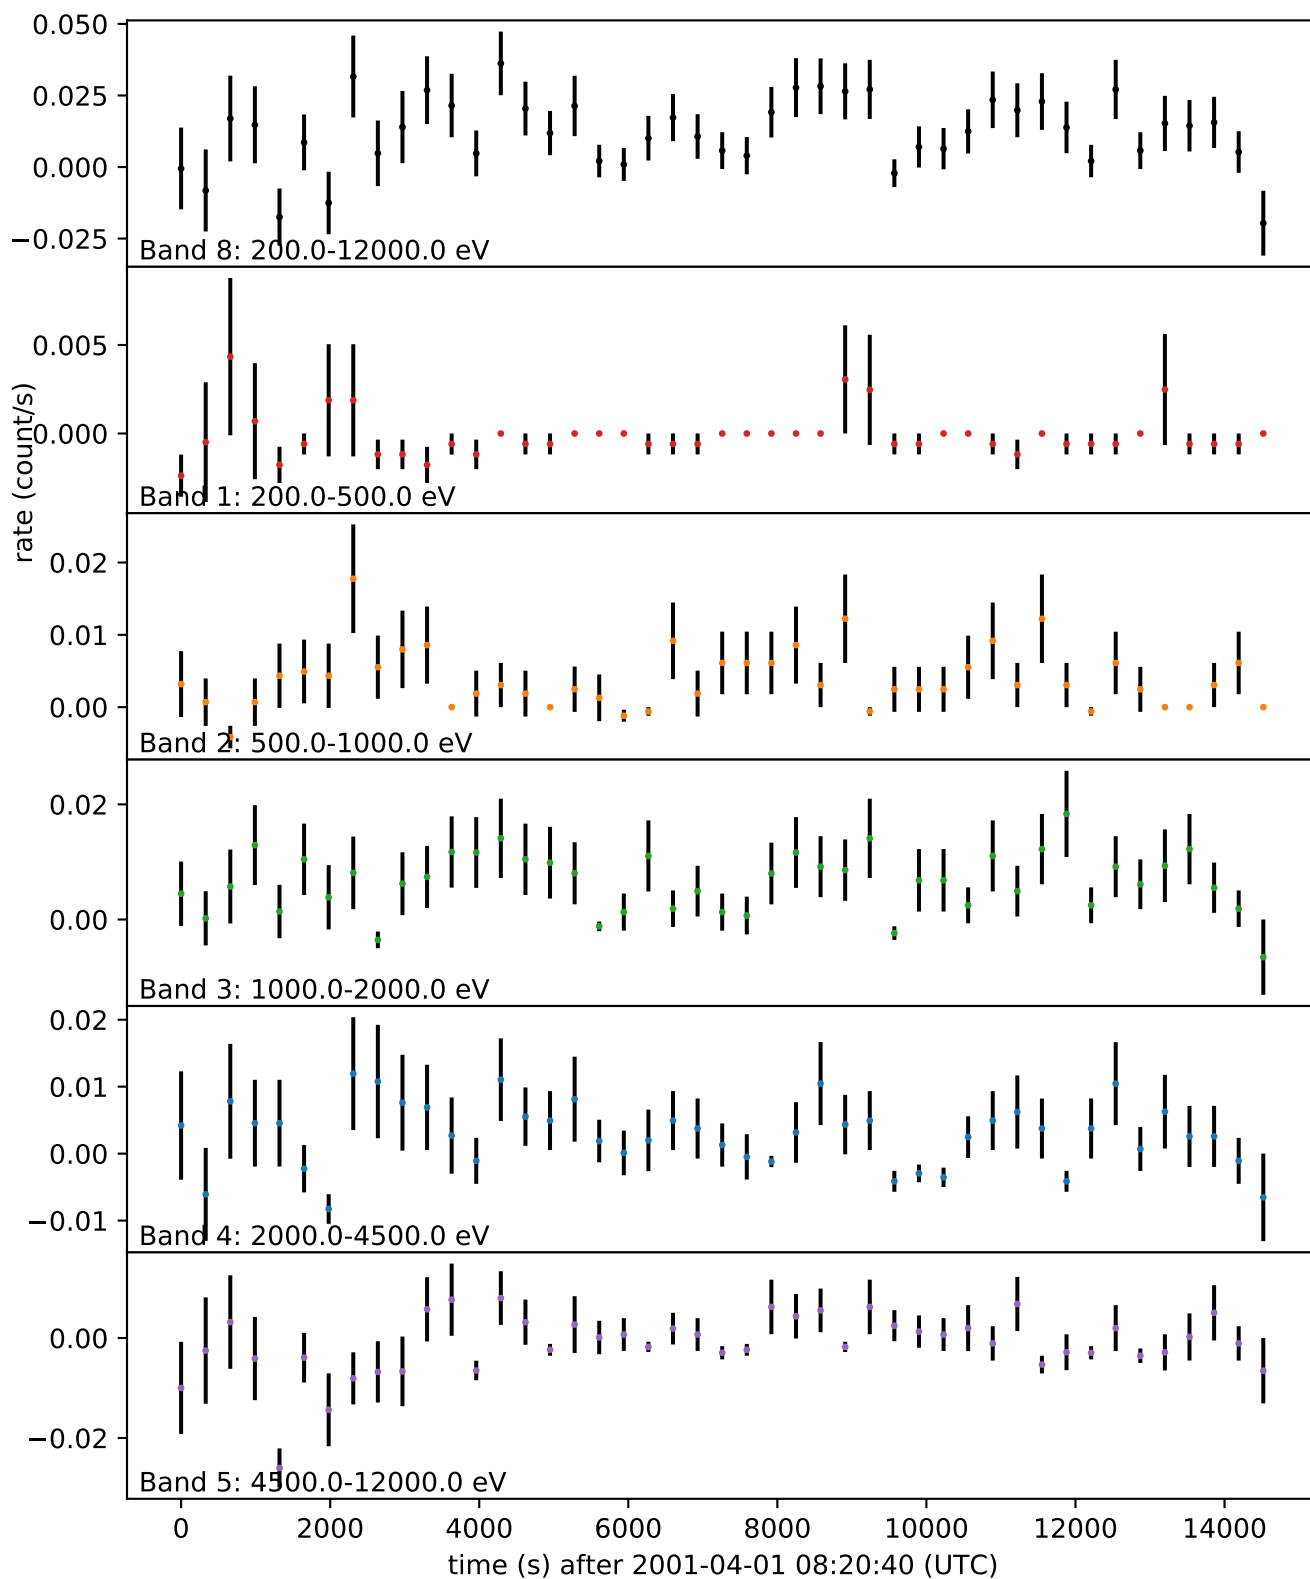 0.050
0.025
0.000
−0.025
Band 8: 200.0-12000.0 eV
0.005
0.000
Band 1: 200.0-500.0 eV
rate (count/s)
0.02
0.01
0.00
Band 2: 500.0-1000.0 eV
0.02
0.00
Band 3: 1000.0-2000.0 eV
0.02
0.01
0.00
−0.01
Band 4: 2000.0-4500.0 eV
0.00
−0.02
Band 5: 4500.0-12000.0 eV
0 2000 4000 6000 8000 10000 12000 14000
time (s) after 2001-04-01 08:20:40 (UTC)